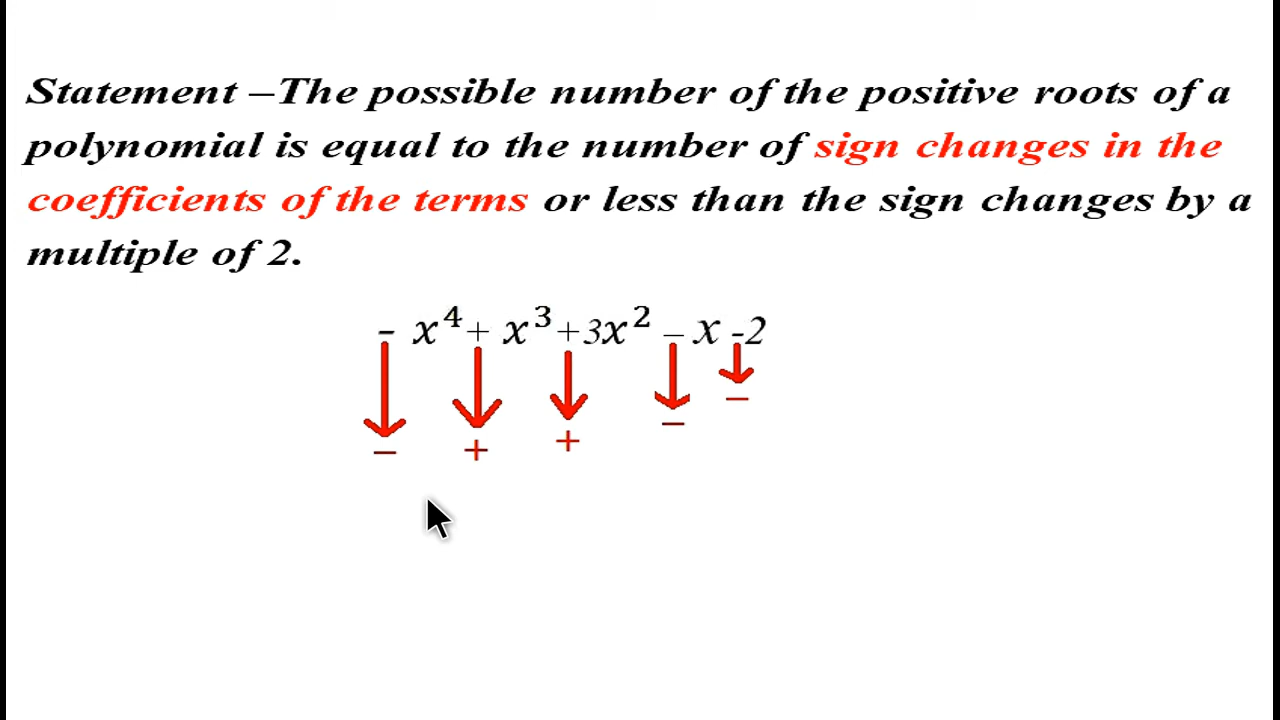 Statement –The possible number of the positive roots of a
polynomial is equal to the number of sign changes in the
coefficients of the terms or less than the sign changes by a
multiple of 2.
- x⁴+ x³+3x² – x -2
– + + – –